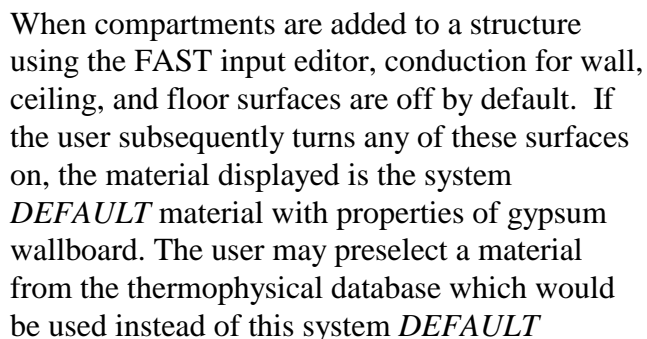 When compartments are added to a structure
using the FAST input editor, conduction for wall,
ceiling, and floor surfaces are off by default.  If
the user subsequently turns any of these surfaces
on, the material displayed is the system
DEFAULT material with properties of gypsum
wallboard. The user may preselect a material
from the thermophysical database which would
be used instead of this system DEFAULT